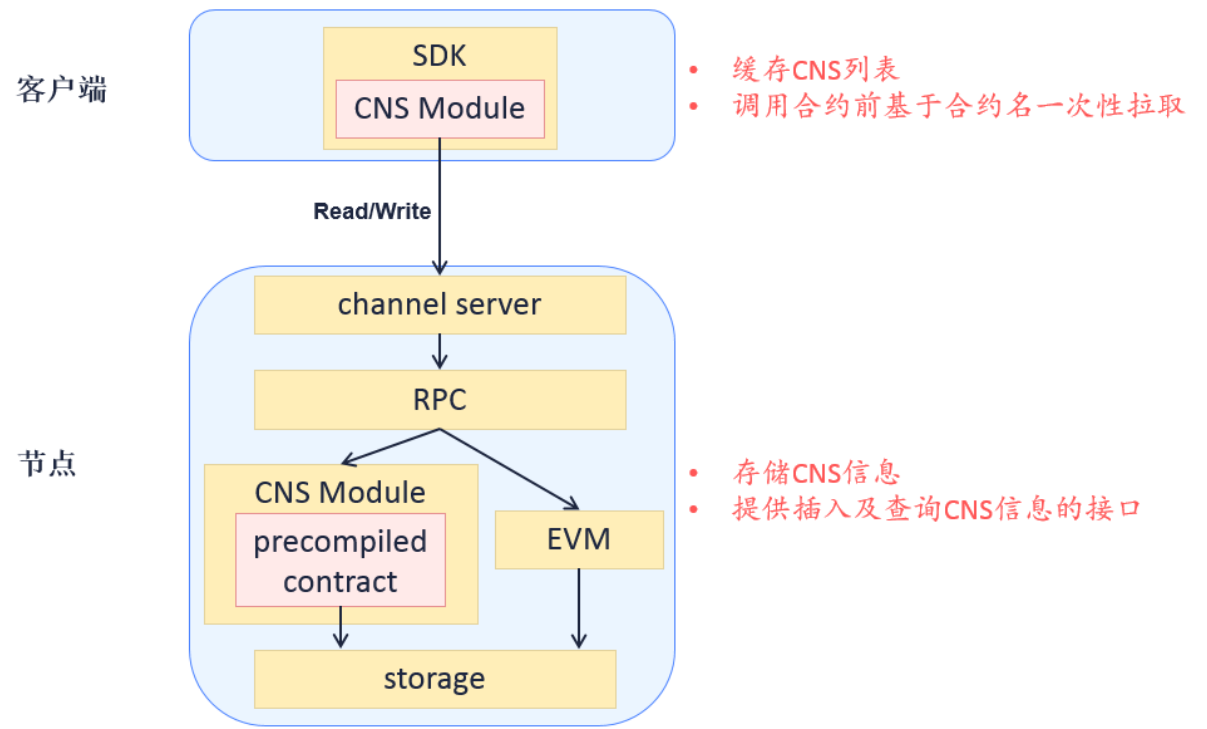 客户端
SDK
CNS Module
• 缓存CNS列表
• 调用合约前基于合约名一次性拉取
Read/Write
节点
channel server
RPC
CNS Module
precompiled
contract
EVM
storage
• 存储CNS信息
• 提供插入及查询CNS信息的接口